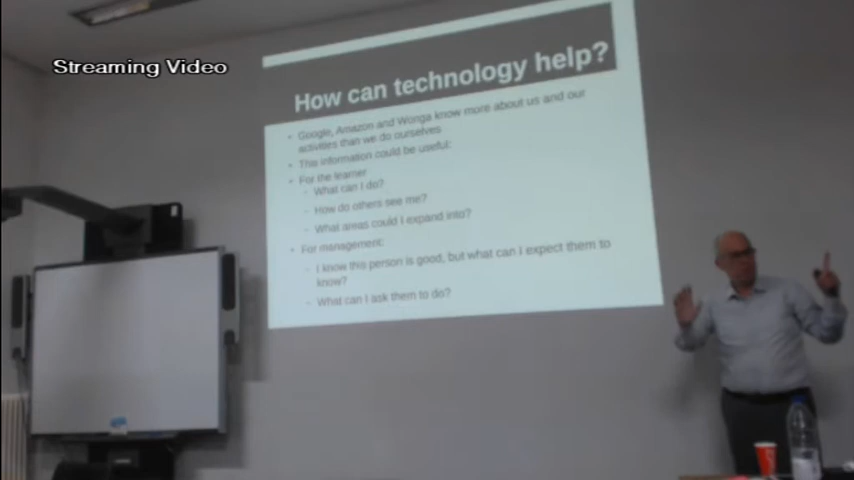 Streaming Video
How can technology help?
Google, Amazon and Wonga know more about us and our
activities than we do ourselves
This information could be useful:
For the learner
What can I do?
How do others see me?
What areas could I expand into?
For management:
I know this person is good, but what can I expect them to
know?
What can I ask them to do?